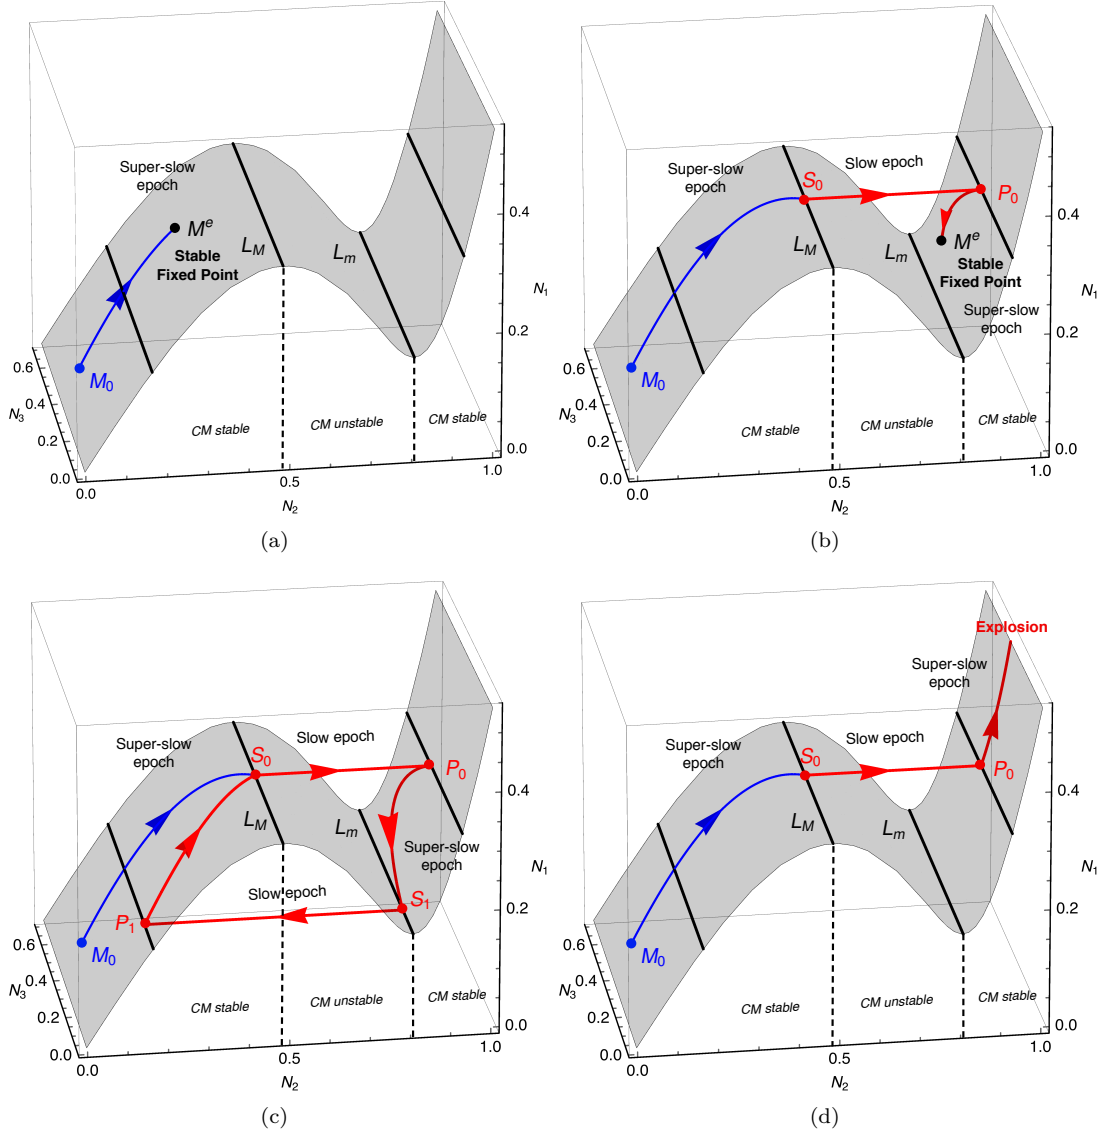 Super-slow
epoch
M^e
Stable
Fixed Point
L_M
L_m
M_0
0.4
N_1
0.2
0.0
0.6
0.4
N_3
0.2
0.0
CM stable
CM unstable
CM stable
0.0
0.5
1.0
N_2
(a)
Super-slow
epoch
Slow epoch
S_0
P_0
M^e
Stable
Fixed Point
Super-slow
epoch
L_M
L_m
M_0
0.4
N_1
0.2
0.0
0.6
0.4
N_3
0.2
0.0
CM stable
CM unstable
CM stable
0.0
0.5
1.0
N_2
(b)
Super-slow
epoch
Slow epoch
S_0
P_0
L_M
L_m
Super-slow
epoch
Slow epoch
S_1
P_1
M_0
0.4
N_1
0.2
0.0
0.6
0.4
N_3
0.2
0.0
CM stable
CM unstable
CM stable
0.0
0.5
1.0
N_2
(c)
Explosion
Super-slow
epoch
Super-slow
epoch
Slow epoch
S_0
P_0
L_M
L_m
M_0
0.4
N_1
0.2
0.0
0.6
0.4
N_3
0.2
0.0
CM stable
CM unstable
CM stable
0.0
0.5
1.0
N_2
(d)